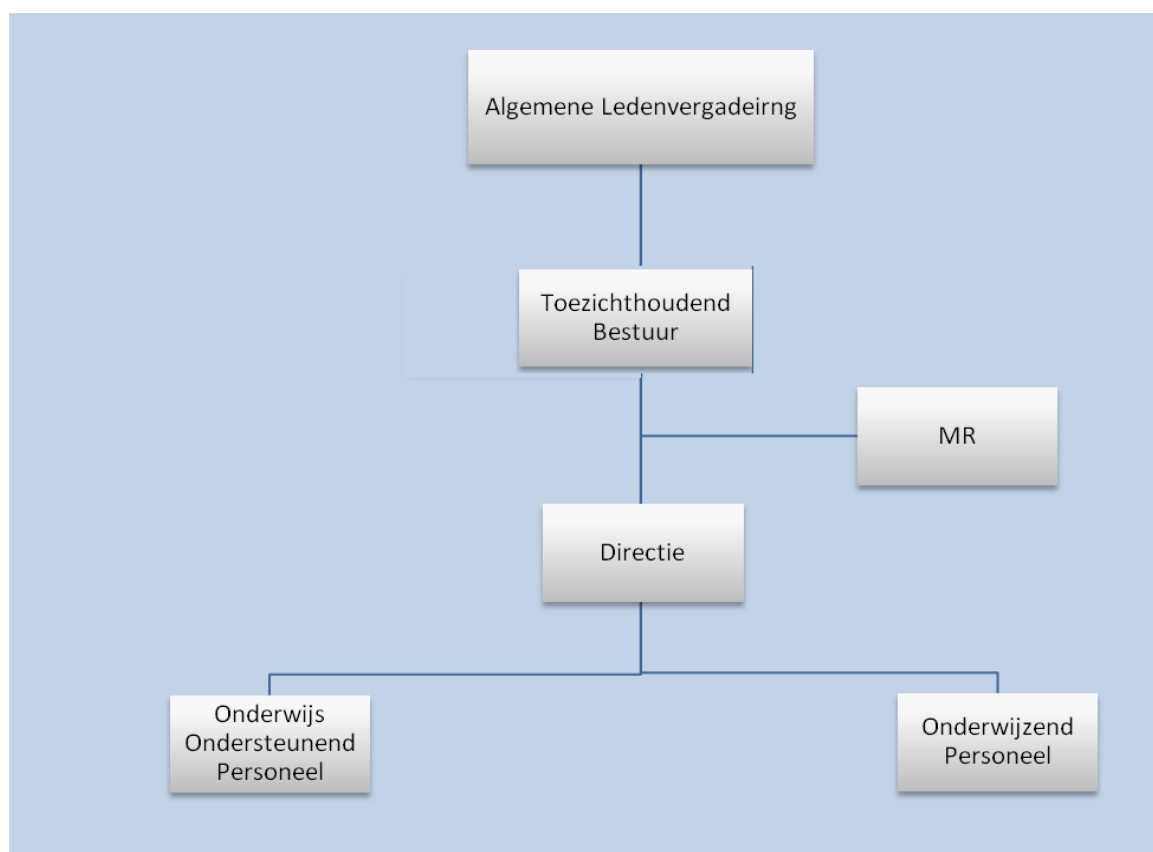 Algemene Ledenvergadeirng
Toezichthoudend
Bestuur
MR
Directie
Onderwijs
Ondersteunend
Personeel
Onderwijzend
Personeel